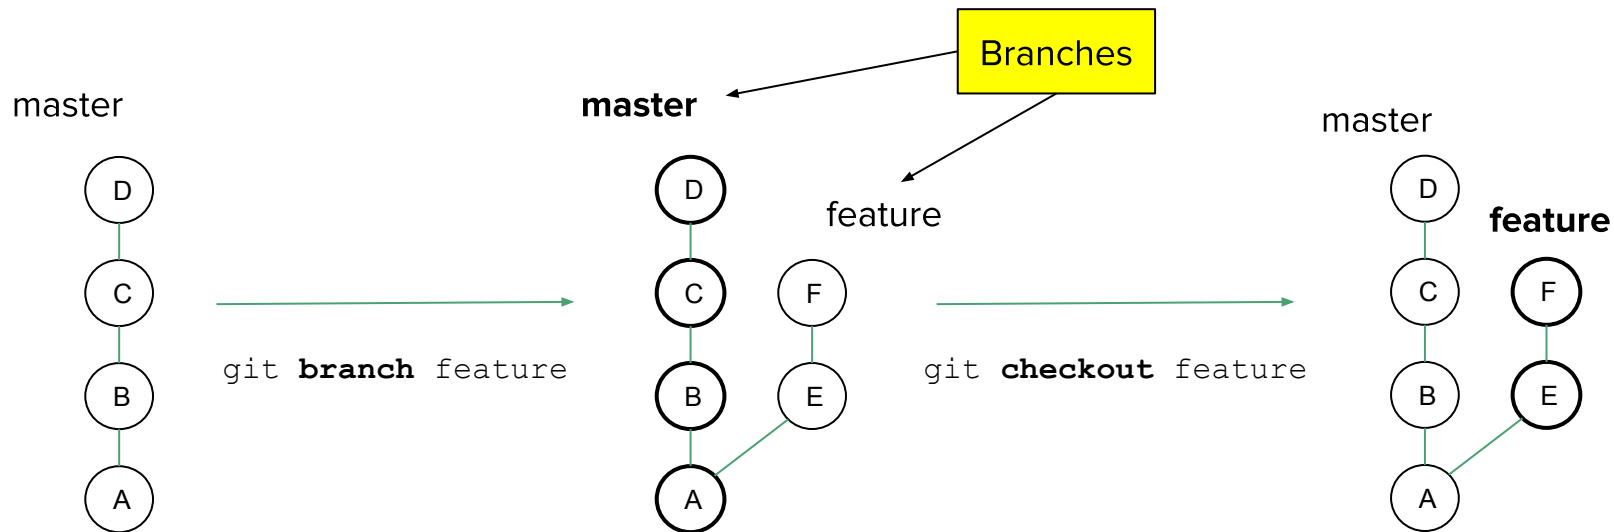 Branches
master
D
C
B
A
git branch feature
master
D
C
B
A
feature
F
E
git checkout feature
master
D
C
B
A
feature
F
E